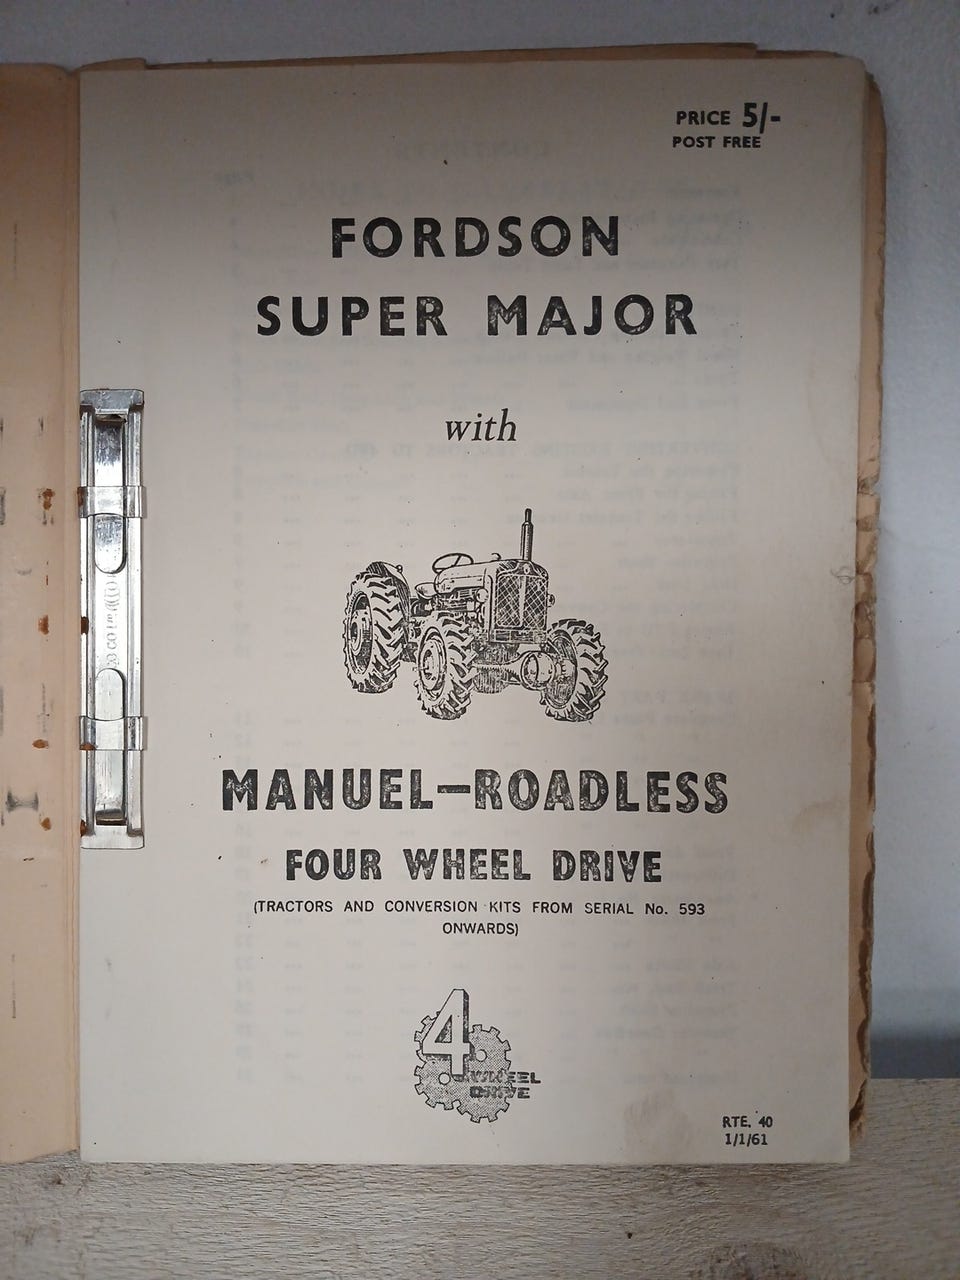 PRICE 5/-
POST FREE
FORDSON
SUPER MAJOR
with
MANUEL—ROADLESS
FOUR WHEEL DRIVE
(TRACTORS AND CONVERSION KITS FROM SERIAL No. 593
ONWARDS)
4
WHEEL
DRIVE
RTE. 40
1/1/61